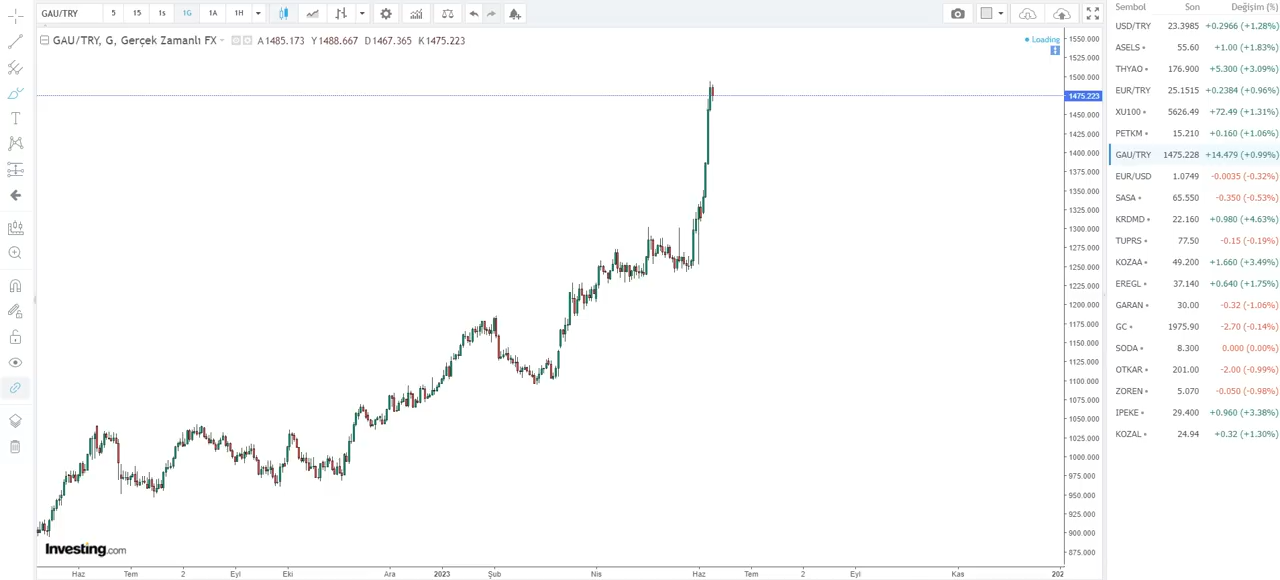 GAU/TRY 5 15 1s 1G 1A 1H
GAU/TRY, G, Gerçek Zamanlı FX A1485.173 Y1488.667 D1467.365 K1475.223
Loading
1550.000
1525.000
1500.000
1475.223
1450.000
1425.000
1400.000
1375.000
1350.000
1325.000
1300.000
1275.000
1250.000
1225.000
1200.000
1175.000
1150.000
1125.000
1100.000
1075.000
1050.000
1025.000
1000.000
975.000
950.000
925.000
900.000
875.000
Investing.com
Haz Tem 2 Eyl Eki Ara 2023 Şub Nis Haz Tem 2 Eyl Kas 202
Sembol Son Değişim (%)
USD/TRY 23.3985 +0.2966 (+1.28%)
ASELS 55.60 +1.00 (+1.83%)
THYAO 176.900 +5.300 (+3.09%)
EUR/TRY 25.1515 +0.2384 (+0.96%)
XU100 5626.49 +72.49 (+1.31%)
PETKM 15.210 +0.160 (+1.06%)
GAU/TRY 1475.228 +14.479 (+0.99%)
EUR/USD 1.0749 -0.0035 (-0.32%)
SASA 65.550 -0.350 (-0.53%)
KRDMD 22.160 +0.980 (+4.63%)
TUPRS 77.50 -0.15 (-0.19%)
KOZAA 49.200 +1.660 (+3.49%)
EREGL 37.140 +0.640 (+1.75%)
GARAN 30.00 -0.32 (-1.06%)
GC 1975.90 -2.70 (-0.14%)
SODA 8.300 0.000 (0.00%)
OTKAR 201.00 -2.00 (-0.99%)
ZOREN 5.070 -0.050 (-0.98%)
IPEKE 29.400 +0.960 (+3.38%)
KOZAL 24.94 +0.32 (+1.30%)